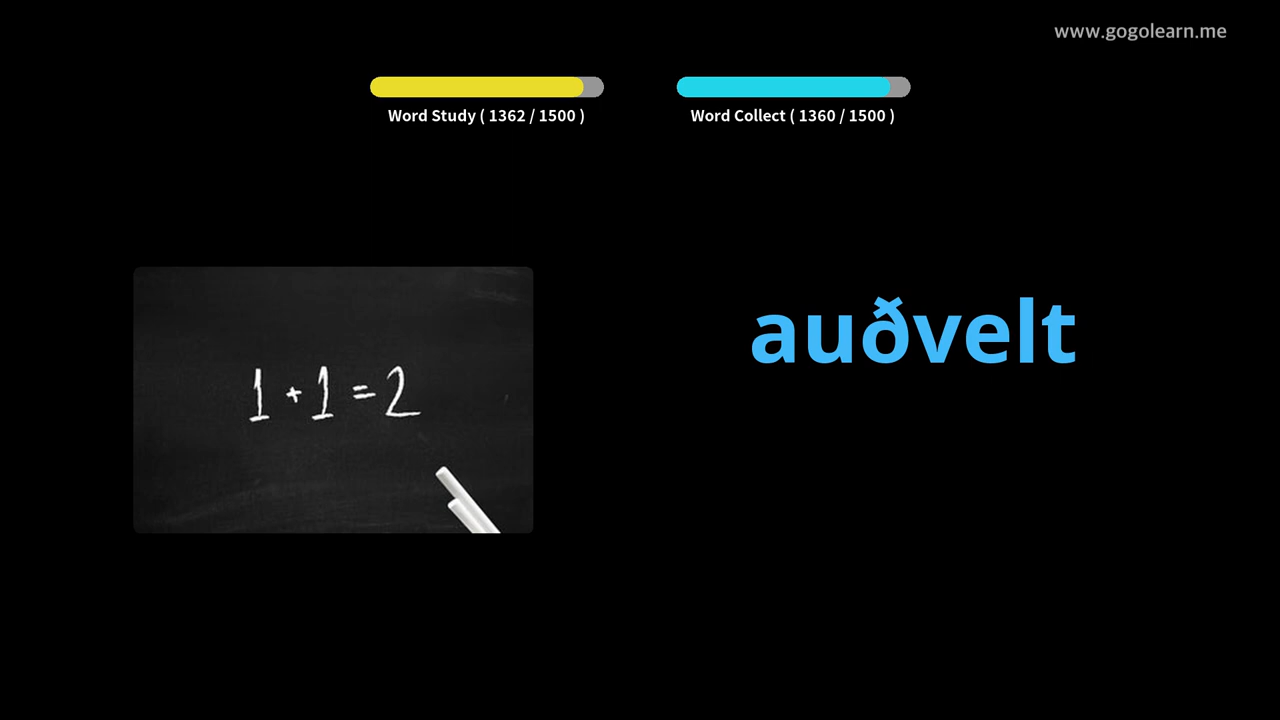 www.gogolearn.me
Word Study ( 1362 / 1500 )
Word Collect ( 1360 / 1500 )
auðvelt
1 + 1 = 2